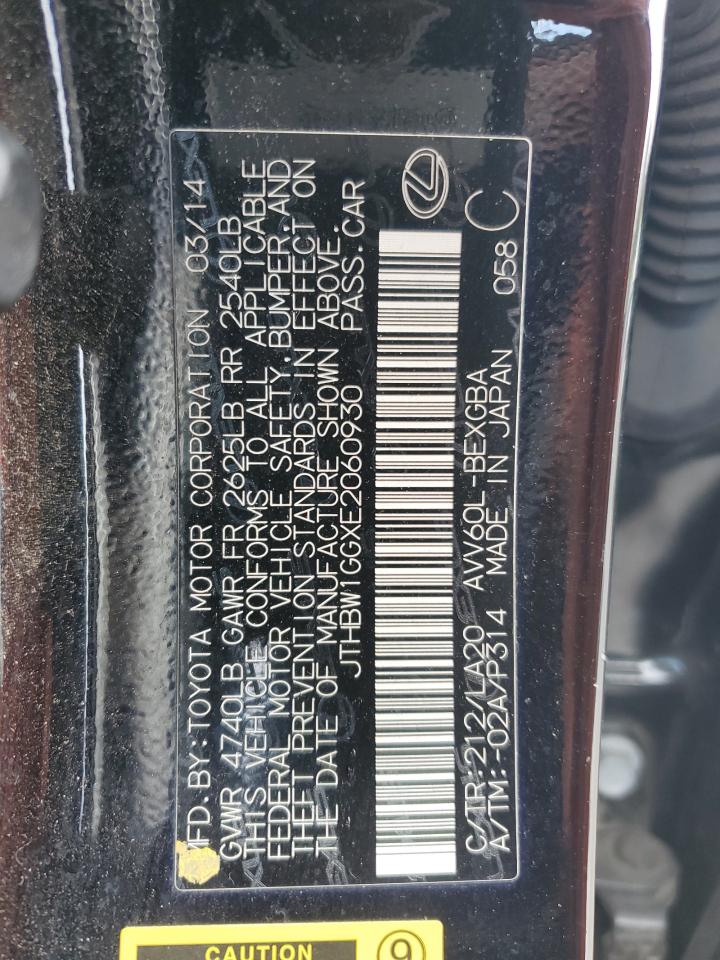 MFD. BY: TOYOTA MOTOR CORPORATION 03/14
GVWR 4740LB GAWR FR 2625LB RR 2540LB
THIS VEHICLE CONFORMS TO ALL APPLICABLE
FEDERAL MOTOR VEHICLE SAFETY, BUMPER, AND
THEFT PREVENTION STANDARDS IN EFFECT ON
THE DATE OF MANUFACTURE SHOWN ABOVE.
JTHBW1GGXE2060930 PASS. CAR
C/TR:212/LA20 AVV60L-BEXGBA
A/TM:-02A/P314 MADE IN JAPAN 058 C
CAUTION
9